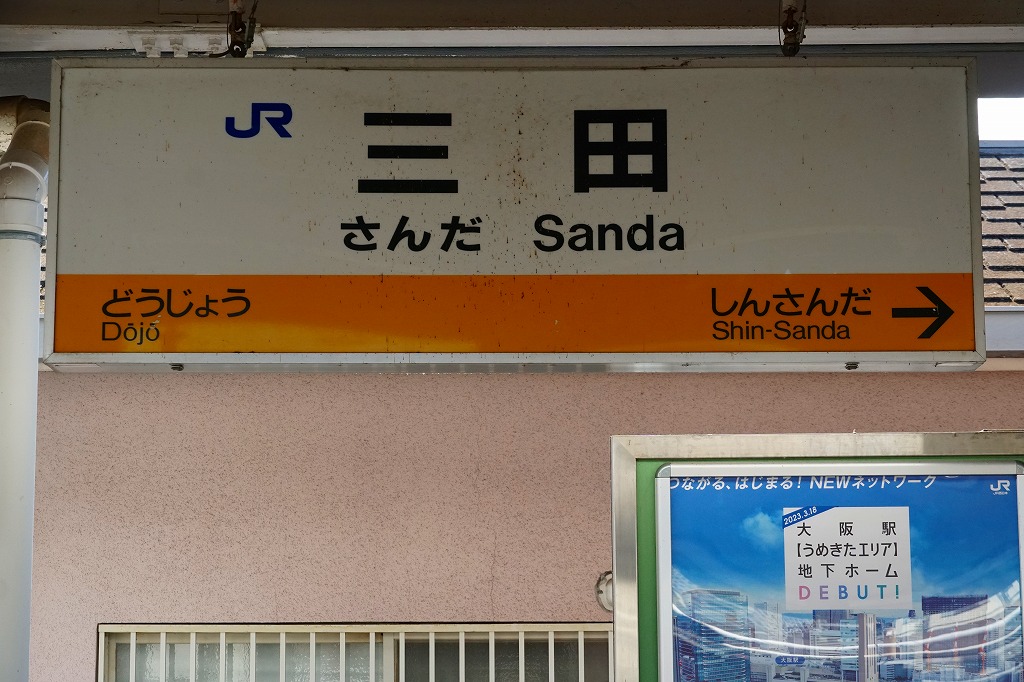 JR
三田
さんだ Sanda
どうじょう しんさんだ →
Dōjō Shin-Sanda
つながる、はじまる! NEWネットワーク
JR
2023.3.18
大阪駅
【うめきたエリア】
地下ホーム
DEBUT!
大阪駅